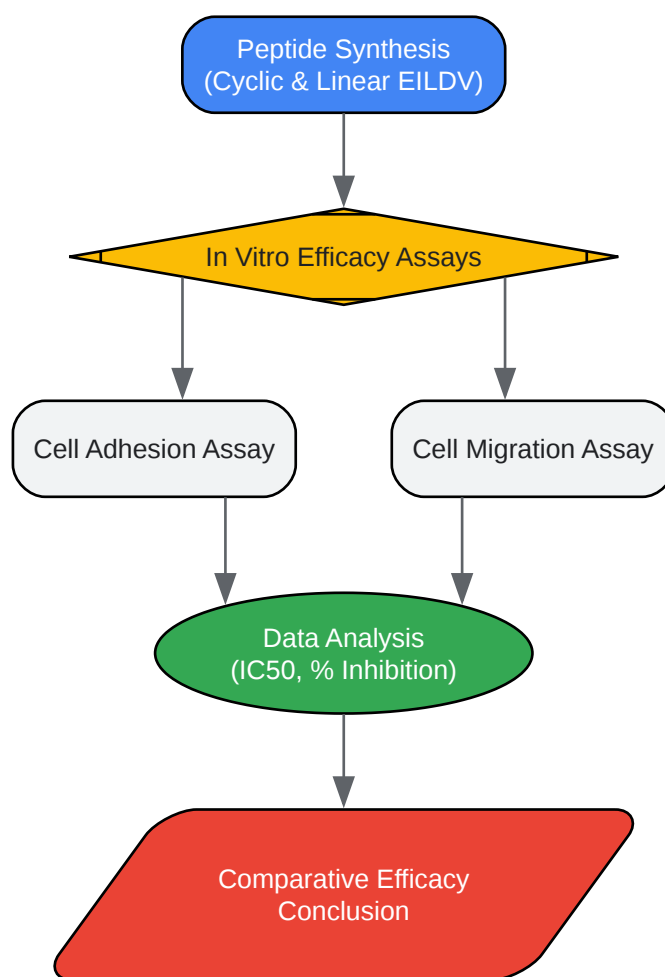 Peptide Synthesis
(Cyclic & Linear EILDV)
In Vitro Efficacy Assays
Cell Adhesion Assay
Cell Migration Assay
Data Analysis
(IC50, % Inhibition)
Comparative Efficacy
Conclusion